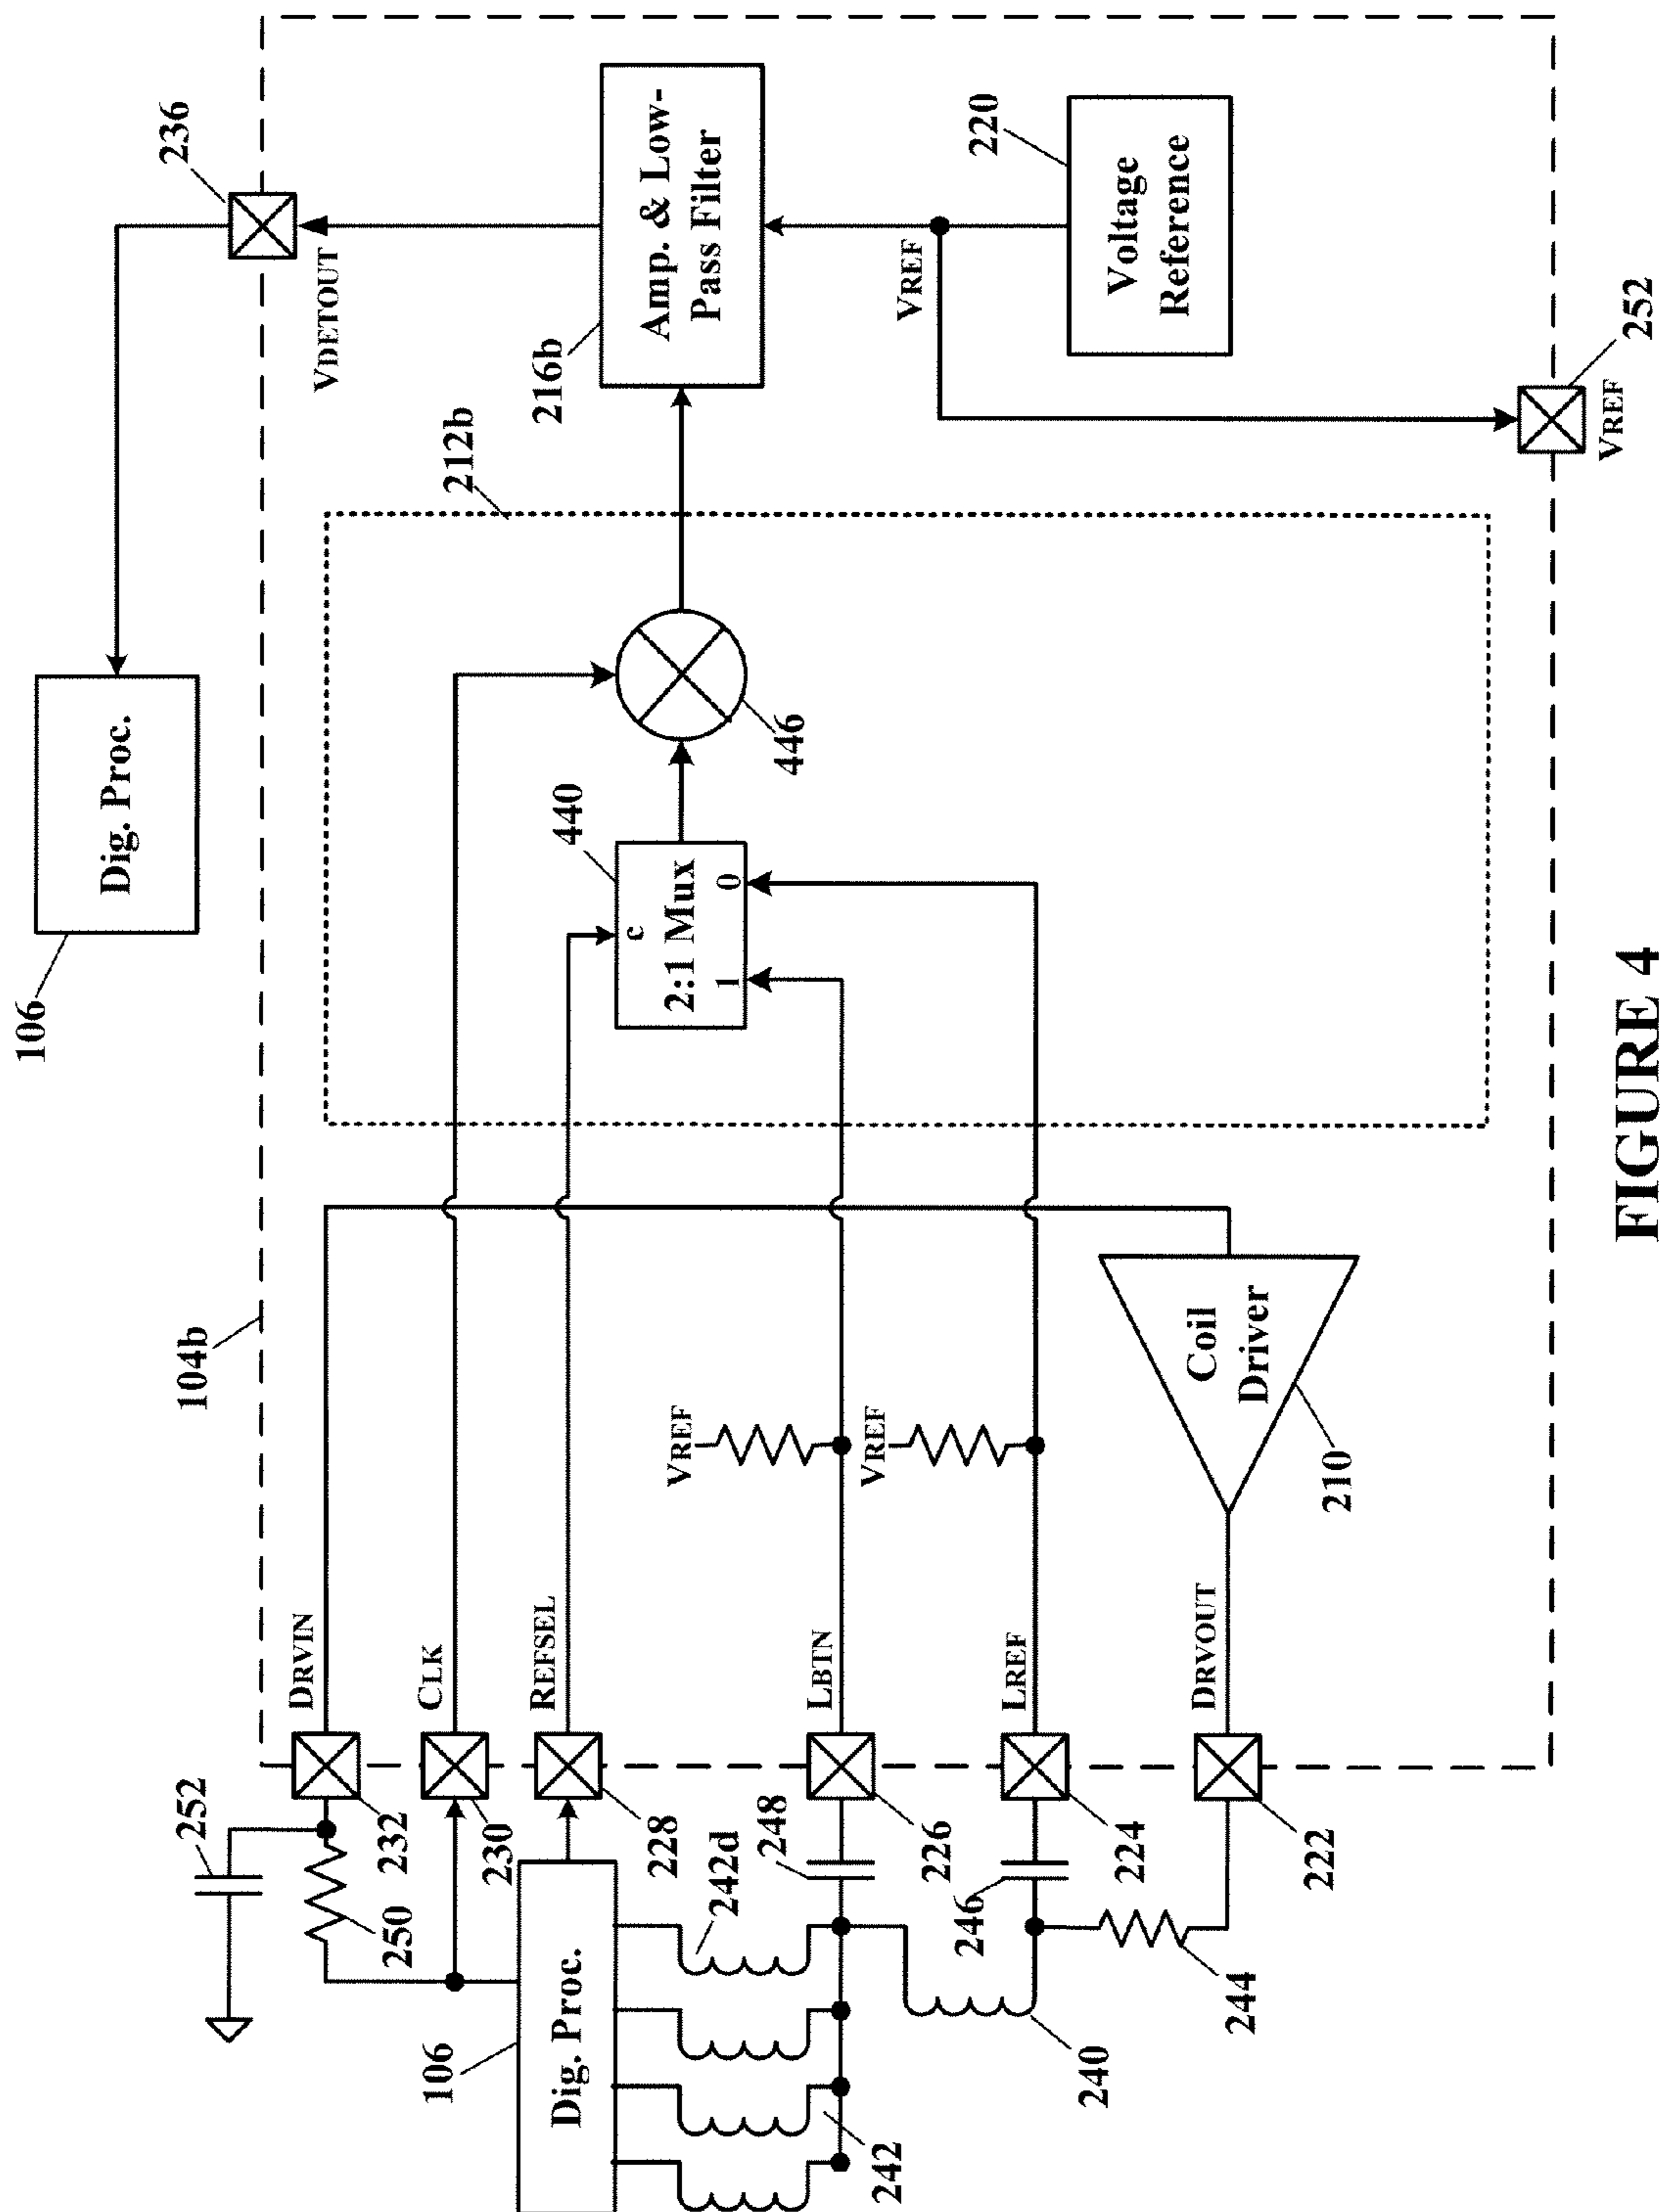 106
Dig. Proc.
236
VDETOUT
104b
252
232
DRVIN
250
230
CLK
228
REFSEL
106
Dig. Proc.
242d
242
248
226
LBTN
VREF
246
224
LREF
VREF
240
244
222
DRVOUT
Coil
Driver
210
212b
440
c
2:1 Mux
1
0
446
216b
Amp. & Low-
Pass Filter
VREF
220
Voltage
Reference
252
VREF
FIGURE 4